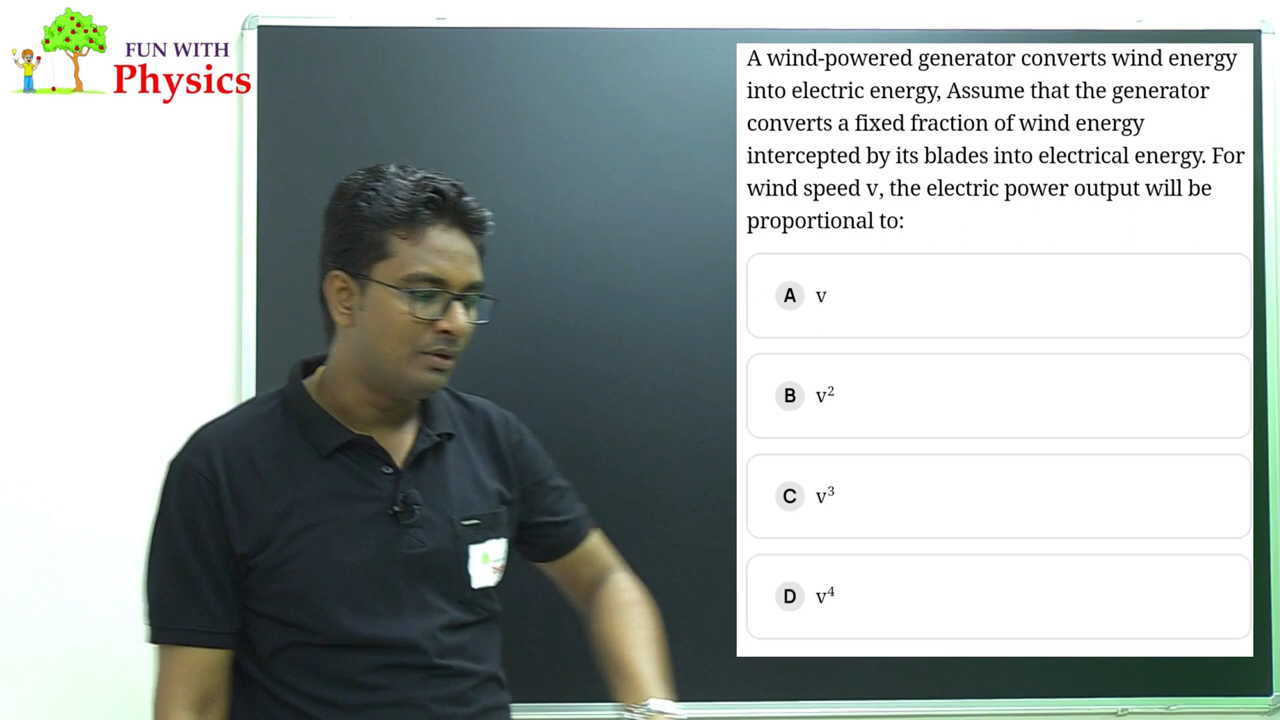 FUN WITH
Physics
A wind-powered generator converts wind energy
into electric energy, Assume that the generator
converts a fixed fraction of wind energy
intercepted by its blades into electrical energy. For
wind speed v, the electric power output will be
proportional to:
A v
B v²
C v³
D v⁴